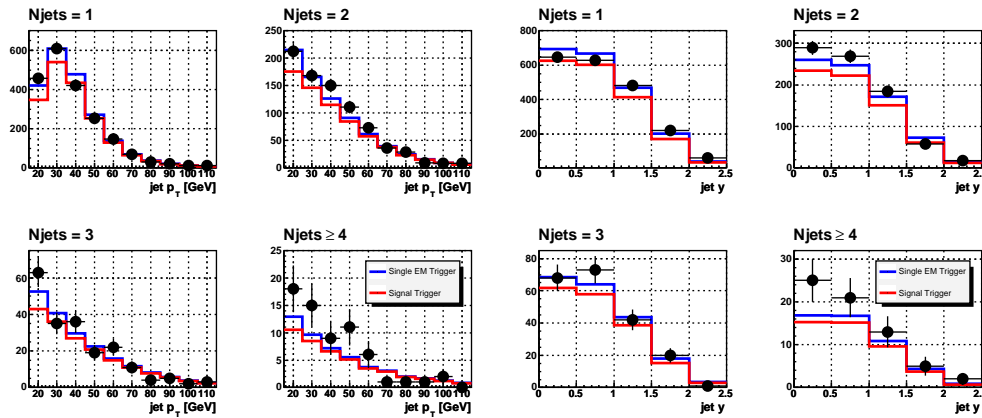 Njets = 1
600
400
200
0
20 30 40 50 60 70 80 90 100 110
jet p_T [GeV]
Njets = 2
250
200
150
100
50
0
20 30 40 50 60 70 80 90 100 110
jet p_T [GeV]
Njets = 1
800
600
400
200
0
0 0.5 1 1.5 2 2.5
jet y
Njets = 2
300
200
100
0
0 0.5 1 1.5 2 2.5
jet y
Njets = 3
60
40
20
0
20 30 40 50 60 70 80 90 100 110
jet p_T [GeV]
Njets ≥ 4
25
20
15
10
5
0
Single EM Trigger
Signal Trigger
20 30 40 50 60 70 80 90 100 110
jet p_T [GeV]
Njets = 3
80
60
40
20
0
0 0.5 1 1.5 2 2.5
jet y
Njets ≥ 4
30
20
10
0
Single EM Trigger
Signal Trigger
0 0.5 1 1.5 2 2.5
jet y